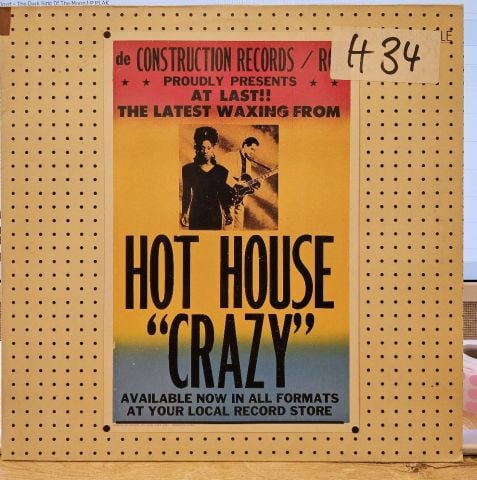 de CONSTRUCTION RECORDS /
H 34
★ ★ PROUDLY PRESENTS ★ ★
AT LAST!!
THE LATEST WAXING FROM
HOT HOUSE
“CRAZY”
AVAILABLE NOW IN ALL FORMATS
AT YOUR LOCAL RECORD STORE